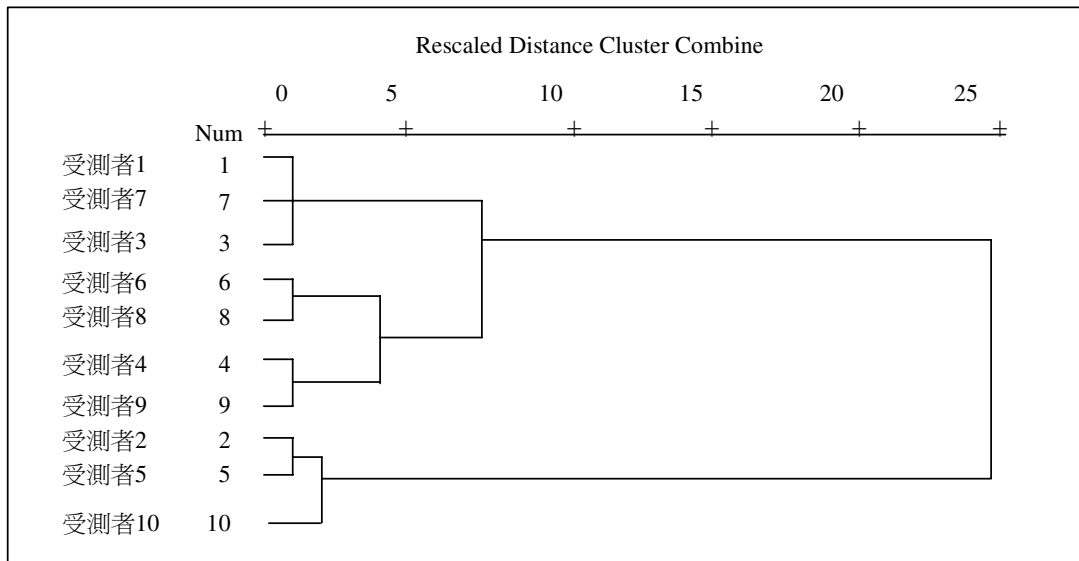 Rescaled Distance Cluster Combine
0 5 10 15 20 25
Num
受測者1 1
受測者7 7
受測者3 3
受測者6 6
受測者8 8
受測者4 4
受測者9 9
受測者2 2
受測者5 5
受測者10 10